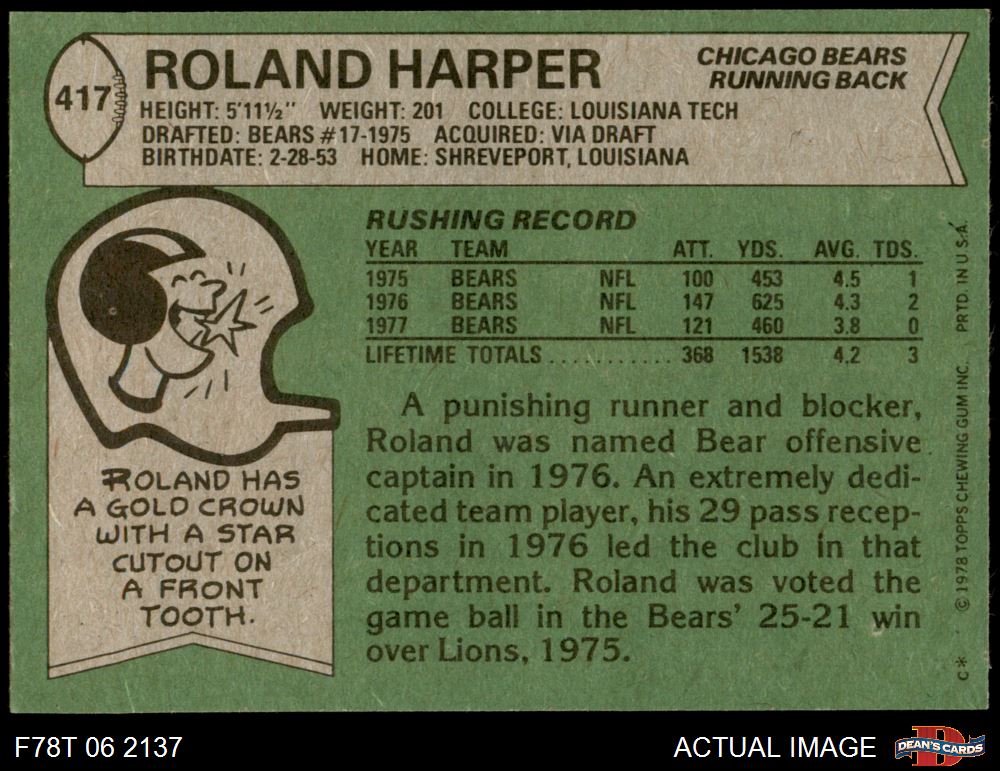 417
ROLAND HARPER
CHICAGO BEARS
RUNNING BACK
HEIGHT: 5'11½" WEIGHT: 201 COLLEGE: LOUISIANA TECH
DRAFTED: BEARS #17-1975 ACQUIRED: VIA DRAFT
BIRTHDATE: 2-28-53 HOME: SHREVEPORT, LOUISIANA
RUSHING RECORD
YEAR TEAM ATT. YDS. AVG. TDS.
1975 BEARS NFL 100 453 4.5 1
1976 BEARS NFL 147 625 4.3 2
1977 BEARS NFL 121 460 3.8 0
LIFETIME TOTALS........... 368 1538 4.2 3
A punishing runner and blocker,
Roland was named Bear offensive
captain in 1976. An extremely dedi-
cated team player, his 29 pass recep-
tions in 1976 led the club in that
department. Roland was voted the
game ball in the Bears' 25-21 win
over Lions, 1975.
ROLAND HAS
A GOLD CROWN
WITH A STAR
CUTOUT ON
A FRONT
TOOTH.
C* © 1978 TOPPS CHEWING GUM INC. PRTD. IN U.S.A.
F78T 06 2137
ACTUAL IMAGE
DEAN'S CARDS